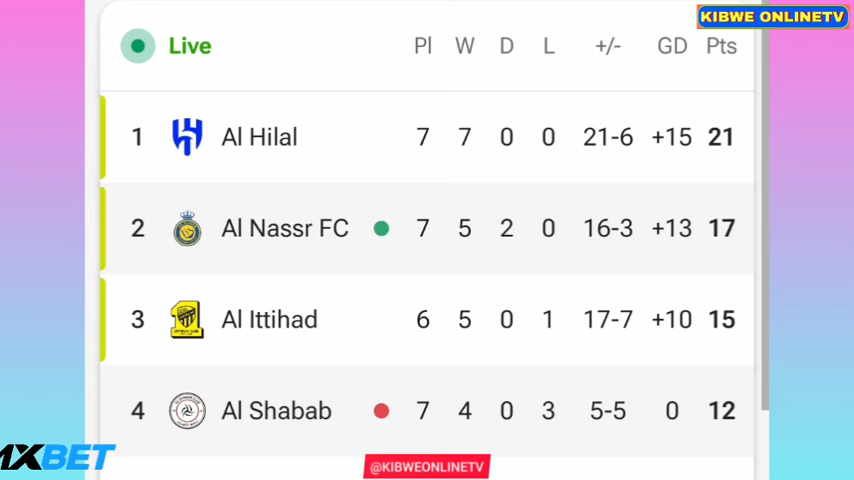 KIBWE ONLINETV
Live Pl W D L +/- GD Pts
1 Al Hilal 7 7 0 0 21-6 +15 21
2 Al Nassr FC 7 5 2 0 16-3 +13 17
3 Al Ittihad 6 5 0 1 17-7 +10 15
4 Al Shabab 7 4 0 3 5-5 0 12
1XBET
@KIBWEONLINETV